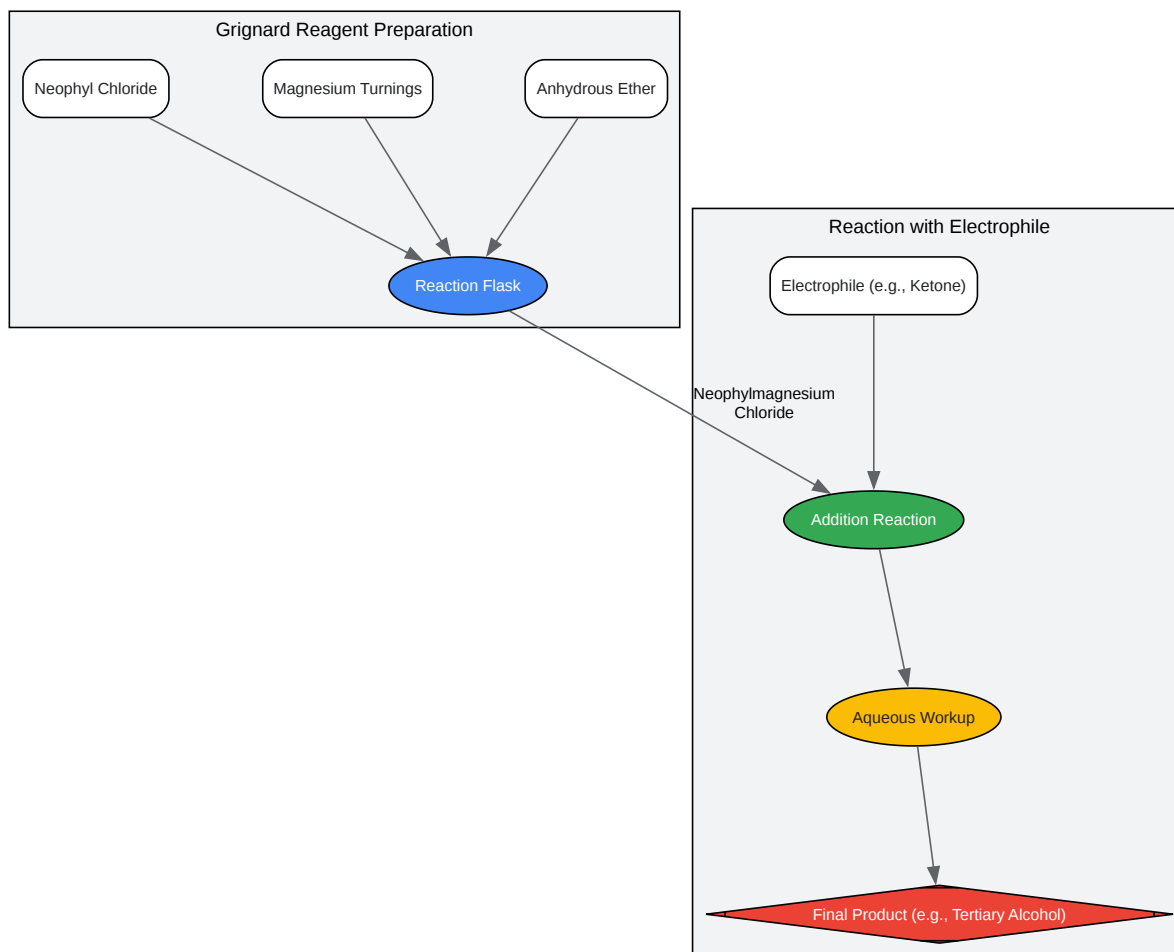 Grignard Reagent Preparation
Neophyl Chloride
Magnesium Turnings
Anhydrous Ether
Reaction Flask
Reaction with Electrophile
Electrophile (e.g., Ketone)
Neophylmagnesium
Chloride
Addition Reaction
Aqueous Workup
Final Product (e.g., Tertiary Alcohol)